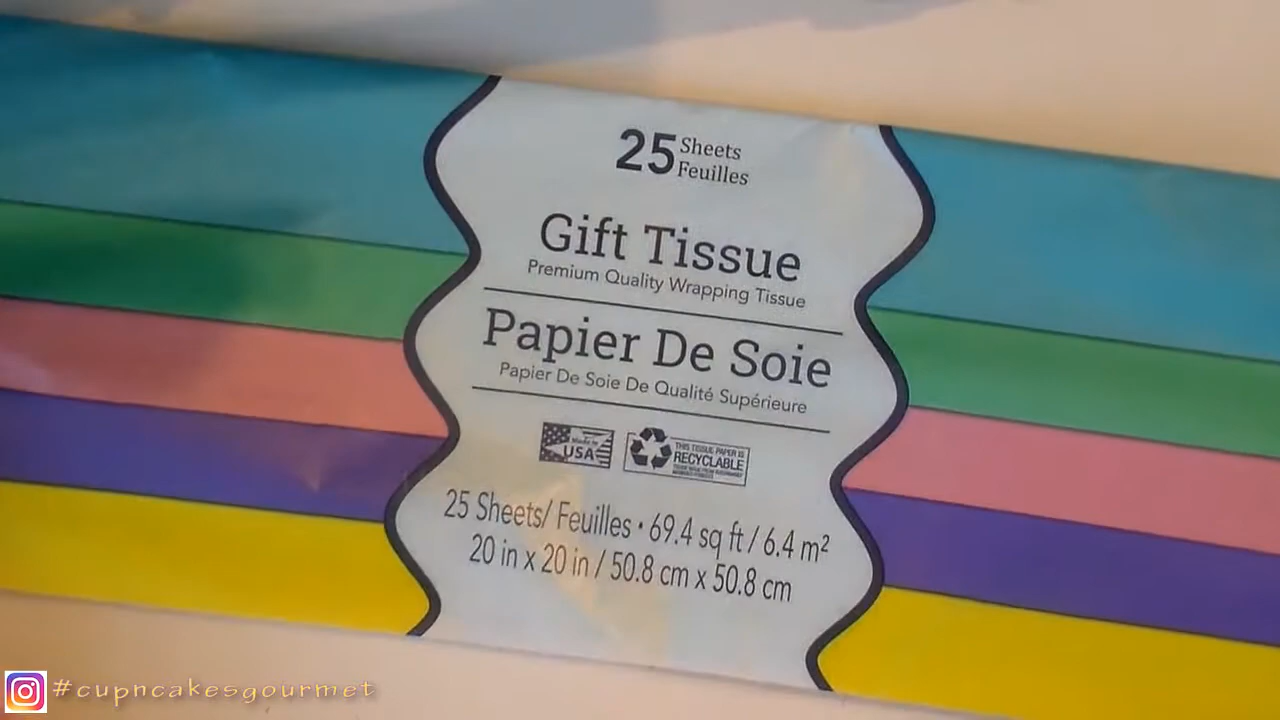 25 Sheets
Feuilles
Gift Tissue
Premium Quality Wrapping Tissue
Papier De Soie
Papier De Soie De Qualité Supérieure
Made in
USA
THIS TISSUE PAPER IS
RECYCLABLE
25 Sheets/ Feuilles • 69.4 sq ft / 6.4 m²
20 in x 20 in / 50.8 cm x 50.8 cm
#cupncakesgourmet